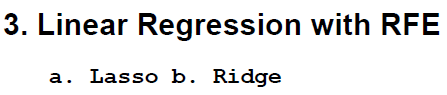 3. Linear Regression with RFE
a. Lasso b. Ridge